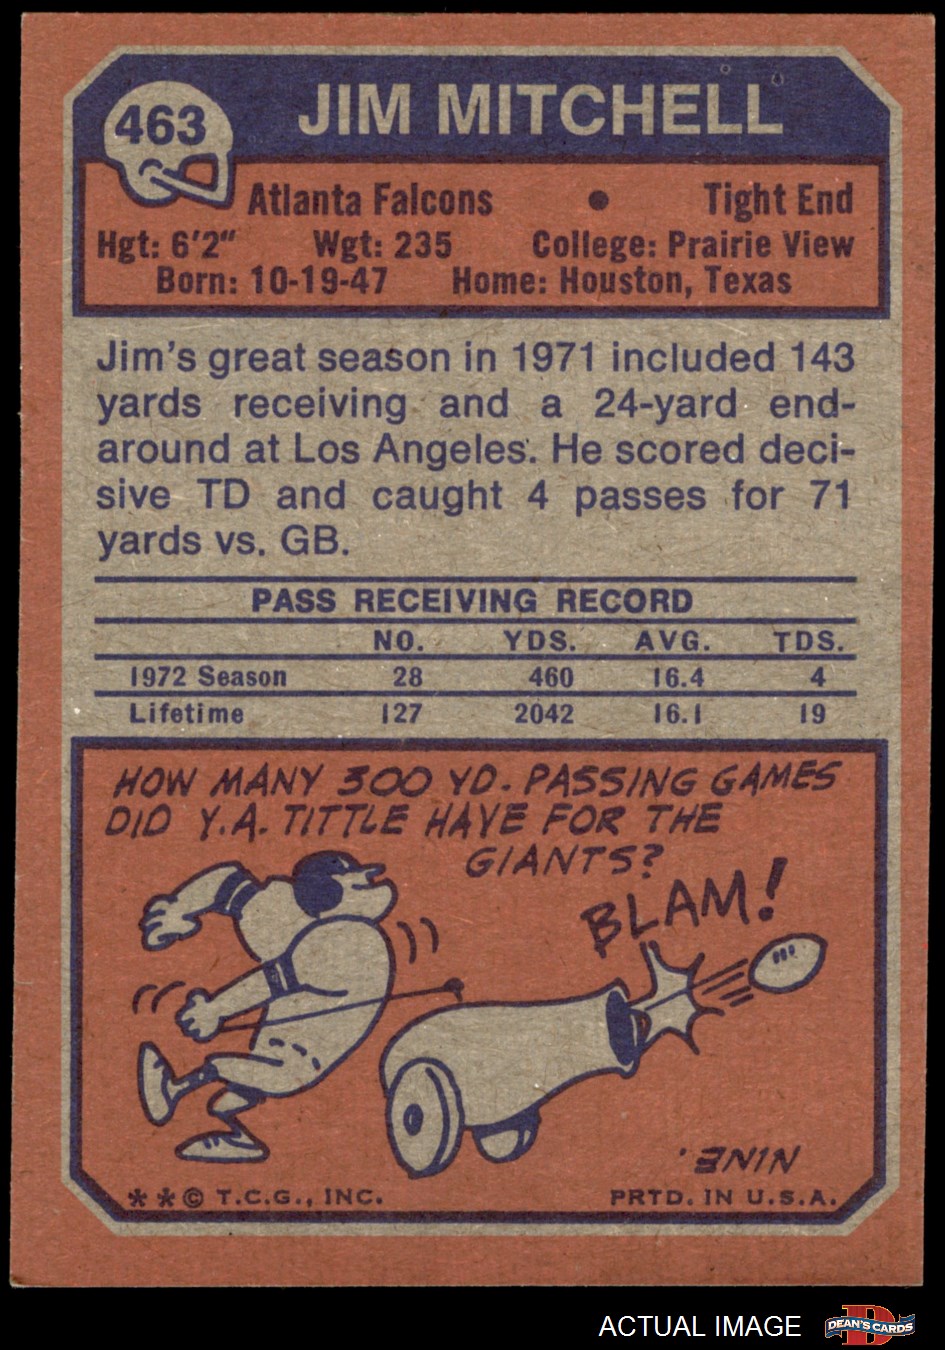 463
JIM MITCHELL
Atlanta Falcons • Tight End
Hgt: 6'2" Wgt: 235 College: Prairie View
Born: 10-19-47 Home: Houston, Texas
Jim's great season in 1971 included 143
yards receiving and a 24-yard end-
around at Los Angeles. He scored deci-
sive TD and caught 4 passes for 71
yards vs. GB.
PASS RECEIVING RECORD
NO. YDS. AVG. TDS.
1972 Season 28 460 16.4 4
Lifetime 127 2042 16.1 19
HOW MANY 300 YD. PASSING GAMES
DID Y.A. TITTLE HAVE FOR THE
GIANTS?
BLAM!
NINE.
**© T.C.G., INC. PRTD. IN U.S.A.
ACTUAL IMAGE
DEAN'S CARDS